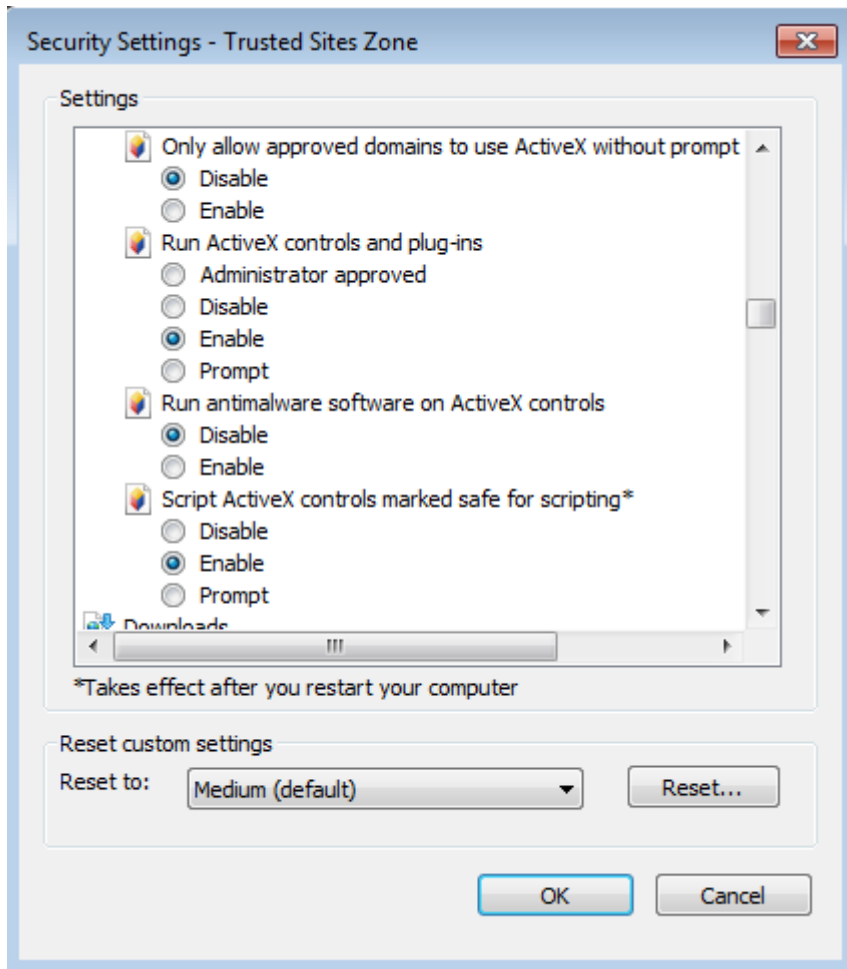 Security Settings - Trusted Sites Zone
Settings
Only allow approved domains to use ActiveX without prompt
Disable
Enable
Run ActiveX controls and plug-ins
Administrator approved
Disable
Enable
Prompt
Run antimalware software on ActiveX controls
Disable
Enable
Script ActiveX controls marked safe for scripting*
Disable
Enable
Prompt
Downloads
*Takes effect after you restart your computer
Reset custom settings
Reset to:
Medium (default)
Reset...
OK
Cancel